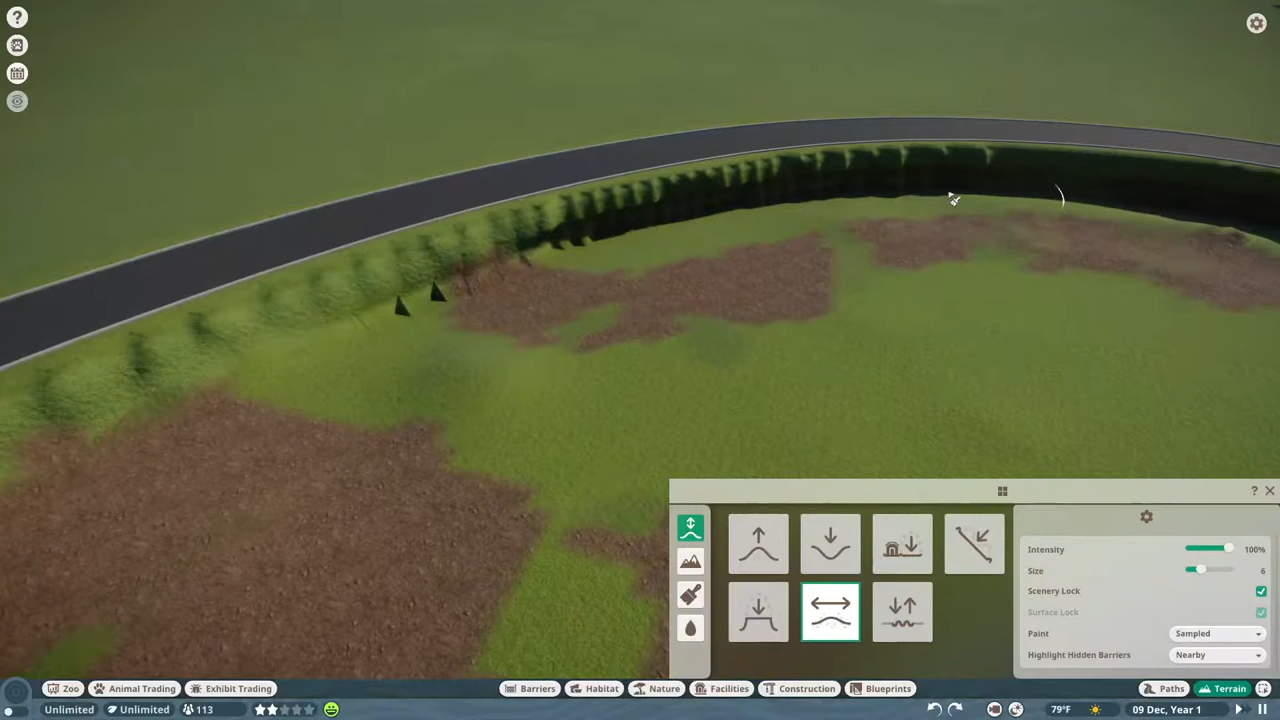 ?
? ×
Intensity 100%
Size 6
Scenery Lock
Surface Lock
Paint Sampled
Highlight Hidden Barriers Nearby
Zoo Animal Trading Exhibit Trading Barriers Habitat Nature Facilities Construction Blueprints Paths Terrain
Unlimited Unlimited 113 79°F 09 Dec, Year 1